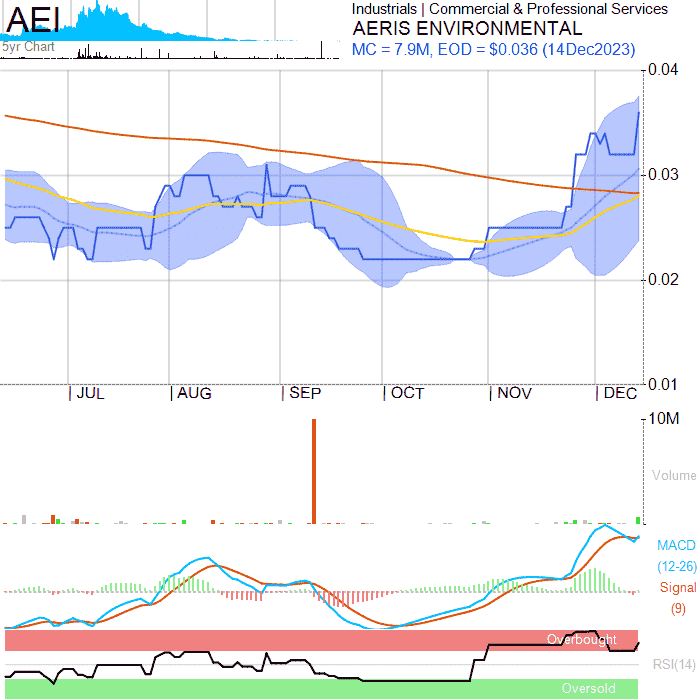 AEI
5yr Chart
Industrials | Commercial & Professional Services
AERIS ENVIRONMENTAL
MC = 7.9M, EOD = $0.036 (14Dec2023)
0.04
0.03
0.02
0.01
JUL
AUG
SEP
OCT
NOV
DEC
10M
Volume
MACD
(12-26)
Signal
(9)
Overbought
RSI(14)
Oversold